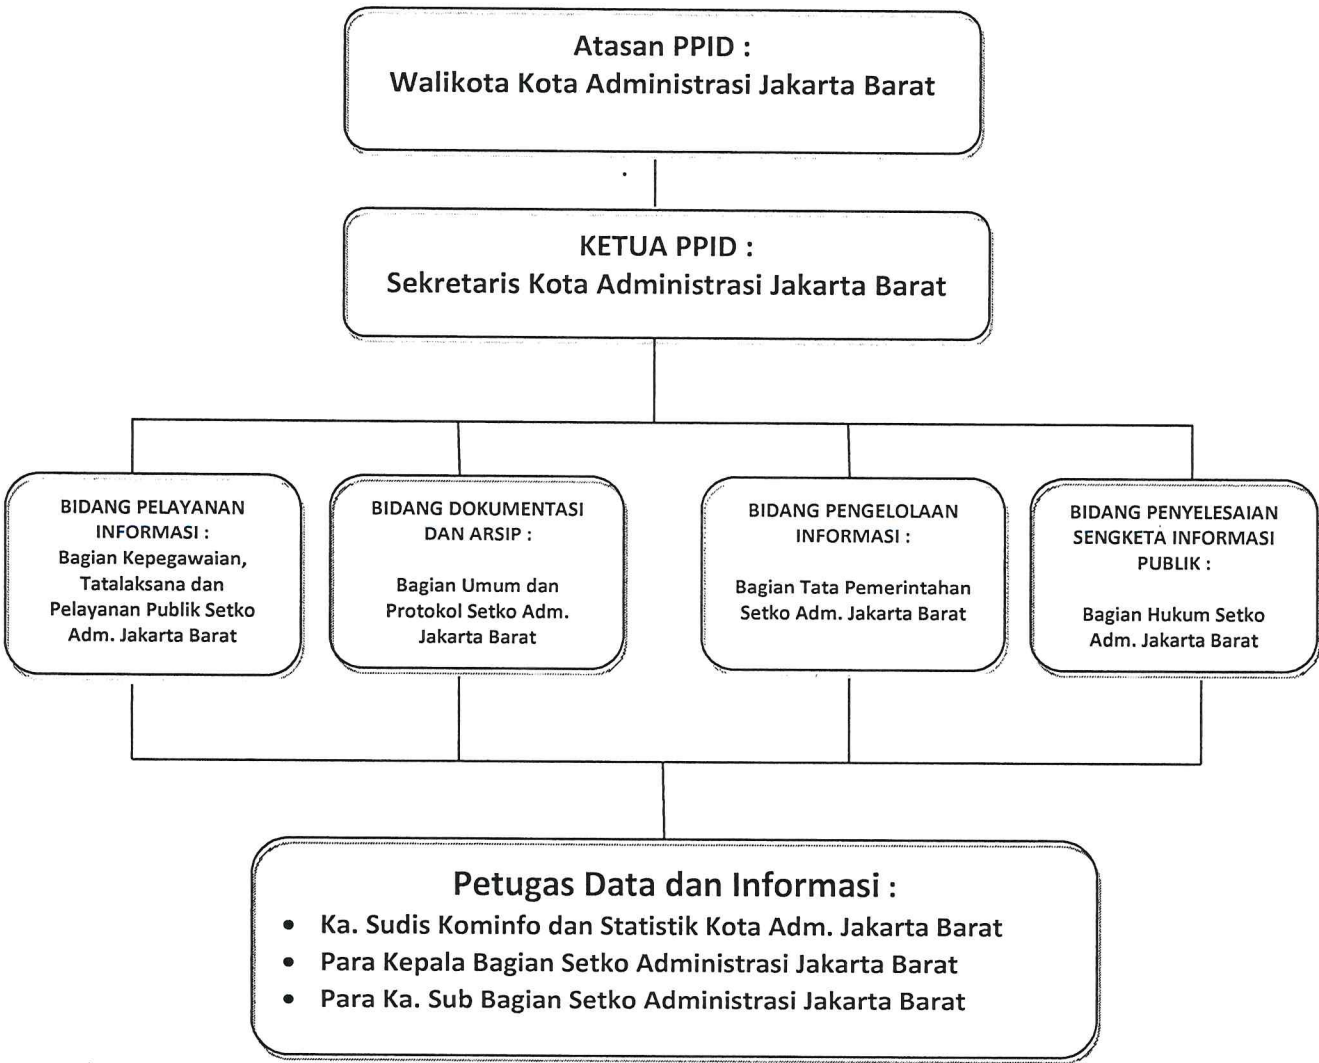 Atasan PPID :
Walikota Kota Administrasi Jakarta Barat
KETUA PPID :
Sekretaris Kota Administrasi Jakarta Barat
BIDANG PELAYANAN
INFORMASI :
Bagian Kepegawaian,
Tatalaksana dan
Pelayanan Publik Setko
Adm. Jakarta Barat
BIDANG DOKUMENTASI
DAN ARSIP :
Bagian Umum dan
Protokol Setko Adm.
Jakarta Barat
BIDANG PENGELOLAAN
INFORMASI :
Bagian Tata Pemerintahan
Setko Adm. Jakarta Barat
BIDANG PENYELESAIAN
SENGKETA INFORMASI
PUBLIK :
Bagian Hukum Setko
Adm. Jakarta Barat
Petugas Data dan Informasi :
• Ka. Sudis Kominfo dan Statistik Kota Adm. Jakarta Barat
• Para Kepala Bagian Setko Administrasi Jakarta Barat
• Para Ka. Sub Bagian Setko Administrasi Jakarta Barat